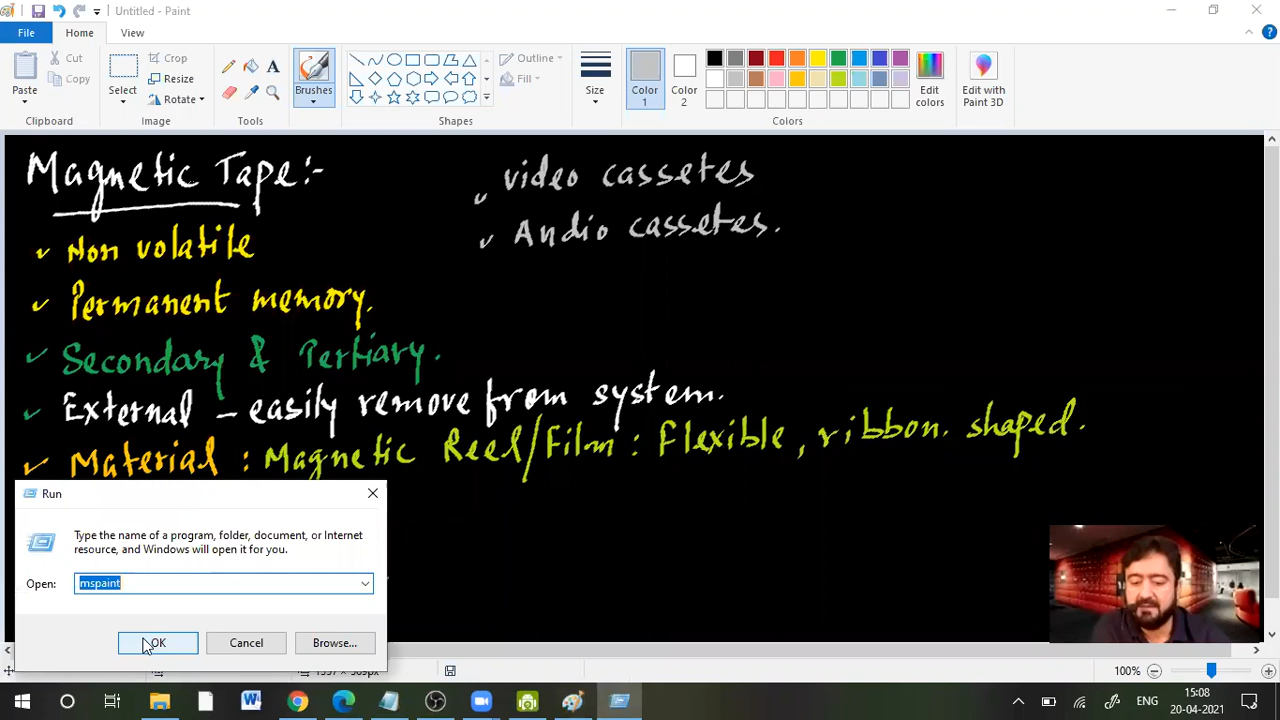 Untitled - Paint
File Home View
Paste Cut Copy Select Crop Resize Rotate Brushes Outline Fill Size Color 1 Color 2 Edit colors Edit with Paint 3D
Clipboard Image Tools Shapes Colors
Magnetic Tape:-
video cassetes
Audio cassetes.
Non volatile
Permanent memory.
Secondary & Tertiary.
External - easily remove from system.
Material : Magnetic Reel/Film : Flexible, ribbon. shaped.
Run
Type the name of a program, folder, document, or Internet
resource, and Windows will open it for you.
Open: mspaint
OK Cancel Browse...
100%
ENG 15:08
20-04-2021